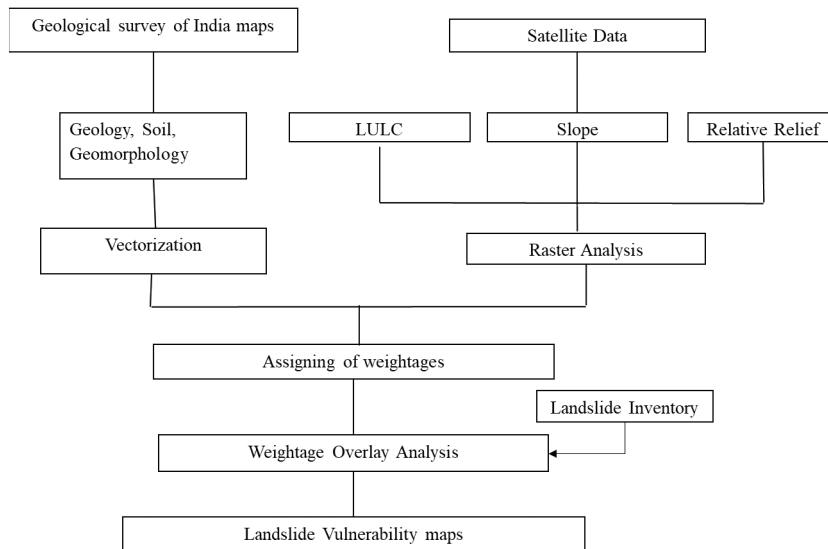 Geological survey of India maps
Satellite Data
Geology, Soil,
Geomorphology
LULC
Slope
Relative Relief
Vectorization
Raster Analysis
Assigning of weightages
Landslide Inventory
Weightage Overlay Analysis
Landslide Vulnerability maps